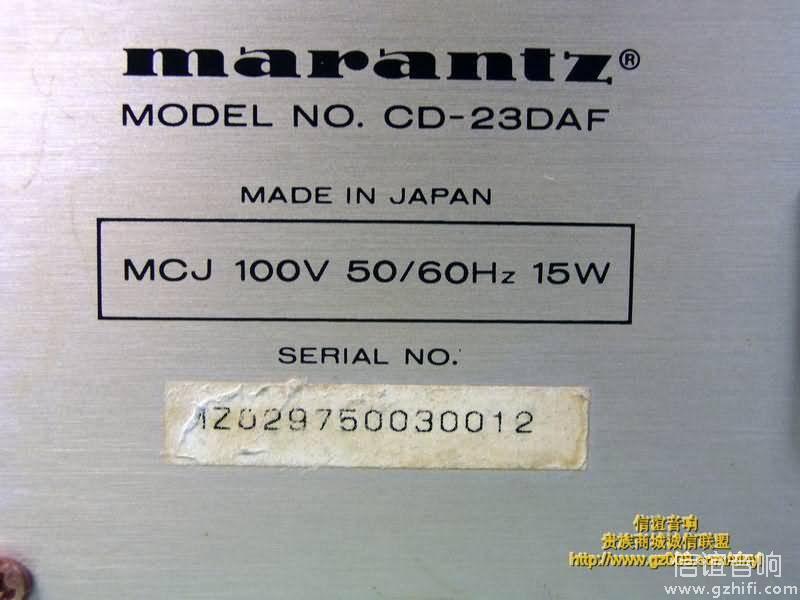 marantz®
MODEL NO. CD-23DAF
MADE IN JAPAN
MCJ 100V 50/60Hz 15W
SERIAL NO.
MZ029750030012
信谊音响
贵族商城诚信联盟
信谊音响
www.gzhifi.com